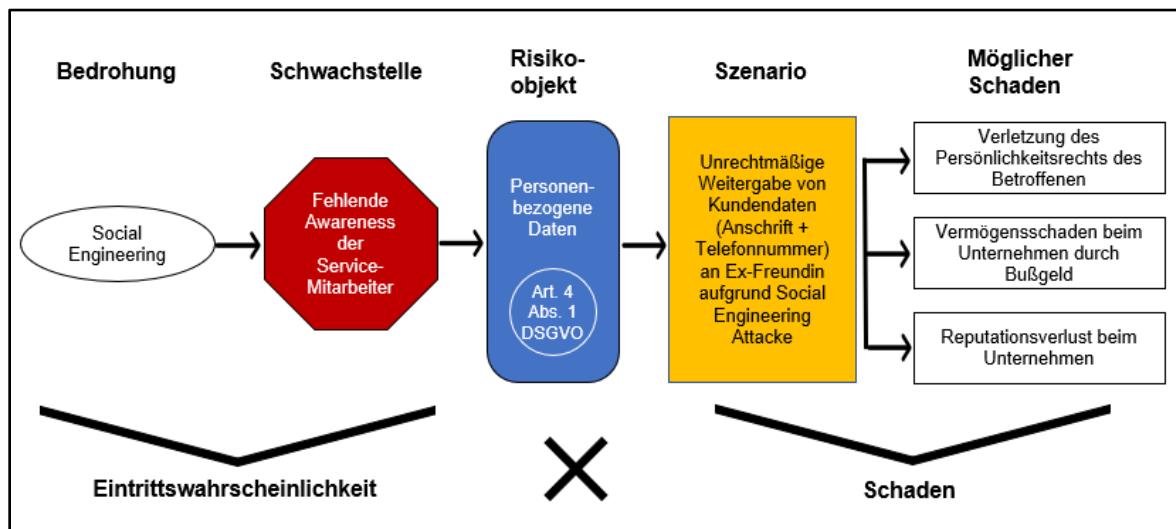 Bedrohung
Schwachstelle
Risiko-
objekt
Szenario
Möglicher
Schaden
Social
Engineering
Fehlende
Awareness
der
Service-
Mitarbeiter
Personen-
bezogene
Daten
Art. 4
Abs. 1
DSGVO
Unrechtmäßige
Weitergabe von
Kundendaten
(Anschrift +
Telefonnummer)
an Ex-Freundin
aufgrund Social
Engineering
Attacke
Verletzung des
Persönlichkeitsrechts des
Betroffenen
Vermögensschaden beim
Unternehmen durch
Bußgeld
Reputationsverlust beim
Unternehmen
Eintrittswahrscheinlichkeit
Schaden